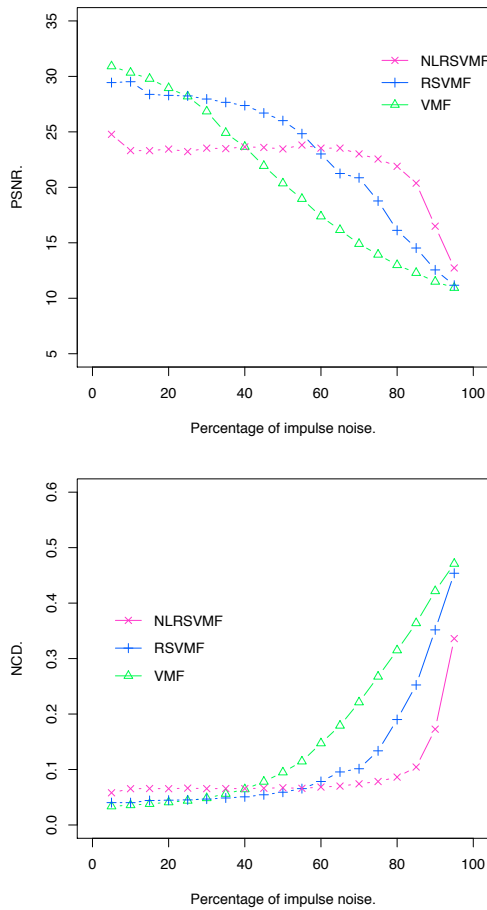 35
30
25
20
15
10
5
PSNR.
NLRSVMF
RSVMF
VMF
0 20 40 60 80 100
Percentage of impulse noise.
0.6
0.5
0.4
0.3
0.2
0.1
0.0
NCD.
NLRSVMF
RSVMF
VMF
0 20 40 60 80 100
Percentage of impulse noise.